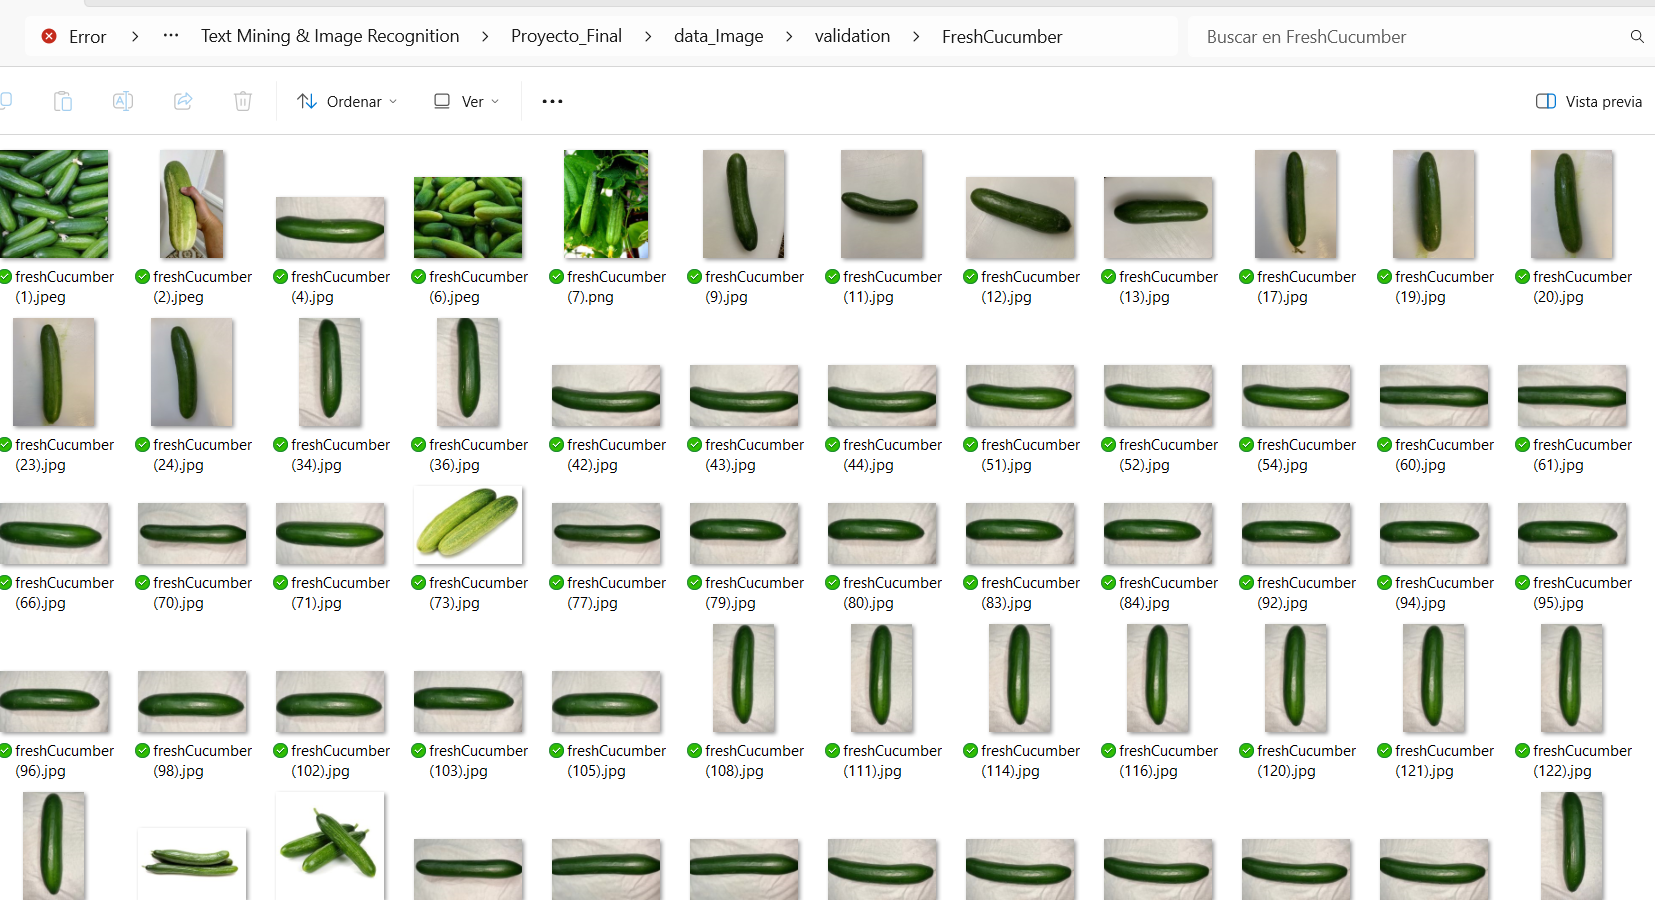 Error > ... Text Mining & Image Recognition > Proyecto_Final > data_Image > validation > FreshCucumber
Buscar en FreshCucumber
Ordenar
Ver
...
Vista previa
freshCucumber (1).jpeg
freshCucumber (2).jpeg
freshCucumber (4).jpg
freshCucumber (6).jpeg
freshCucumber (7).png
freshCucumber (9).jpg
freshCucumber (11).jpg
freshCucumber (12).jpg
freshCucumber (13).jpg
freshCucumber (17).jpg
freshCucumber (19).jpg
freshCucumber (20).jpg
freshCucumber (23).jpg
freshCucumber (24).jpg
freshCucumber (34).jpg
freshCucumber (36).jpg
freshCucumber (42).jpg
freshCucumber (43).jpg
freshCucumber (44).jpg
freshCucumber (51).jpg
freshCucumber (52).jpg
freshCucumber (54).jpg
freshCucumber (60).jpg
freshCucumber (61).jpg
freshCucumber (66).jpg
freshCucumber (70).jpg
freshCucumber (71).jpg
freshCucumber (73).jpg
freshCucumber (77).jpg
freshCucumber (79).jpg
freshCucumber (80).jpg
freshCucumber (83).jpg
freshCucumber (84).jpg
freshCucumber (92).jpg
freshCucumber (94).jpg
freshCucumber (95).jpg
freshCucumber (96).jpg
freshCucumber (98).jpg
freshCucumber (102).jpg
freshCucumber (103).jpg
freshCucumber (105).jpg
freshCucumber (108).jpg
freshCucumber (111).jpg
freshCucumber (114).jpg
freshCucumber (116).jpg
freshCucumber (120).jpg
freshCucumber (121).jpg
freshCucumber (122).jpg